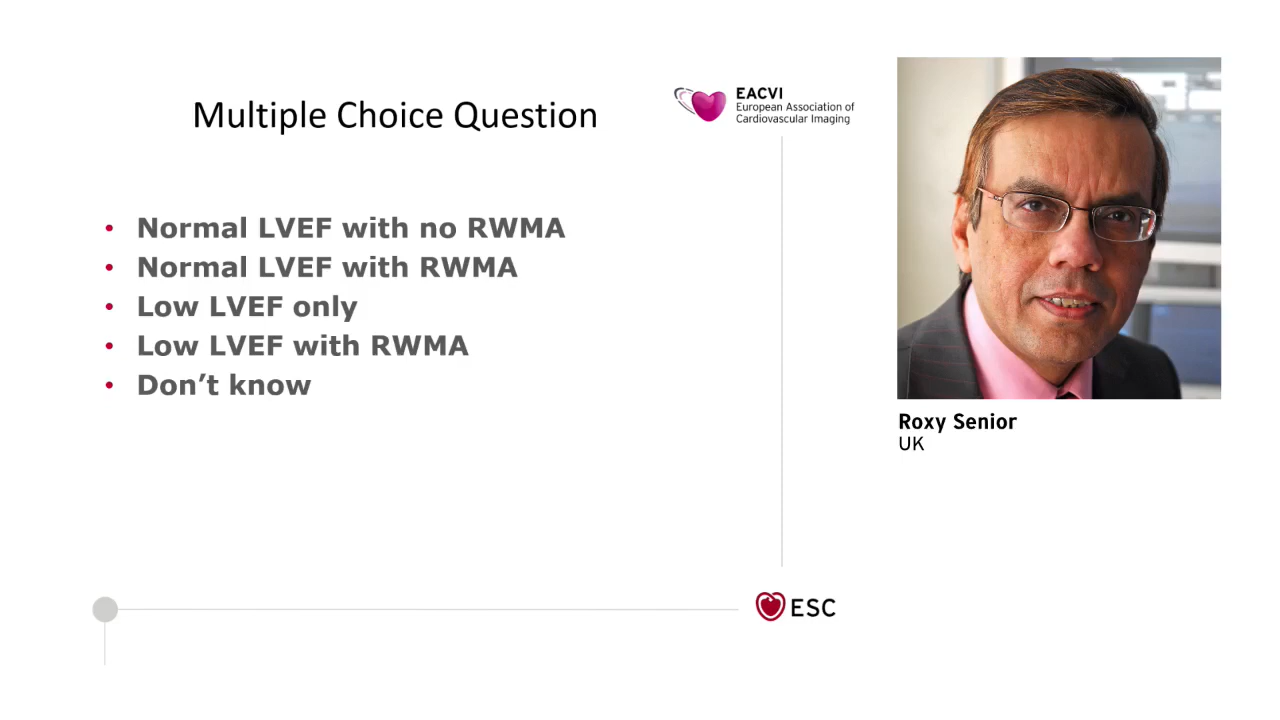 Multiple Choice Question
EACVI
European Association of
Cardiovascular Imaging
• Normal LVEF with no RWMA
• Normal LVEF with RWMA
• Low LVEF only
• Low LVEF with RWMA
• Don’t know
Roxy Senior
UK
ESC